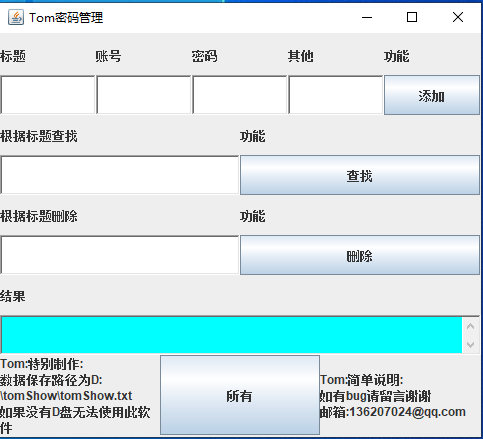 Tom密码管理
标题 账号 密码 其他 功能
添加
根据标题查找 功能
查找
根据标题删除 功能
删除
结果
Tom:特别制作:
数据保存路径为D:
\tomShow\tomShow.txt
如果没有D盘无法使用此软
件
所有
Tom:简单说明:
如有bug请留言谢谢
邮箱:136207024@qq.com